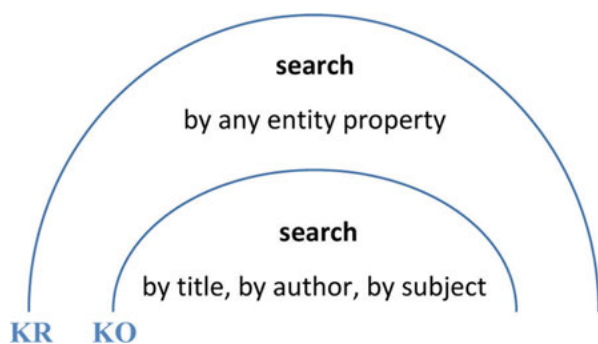 search
by any entity property
search
by title, by author, by subject
KR KO